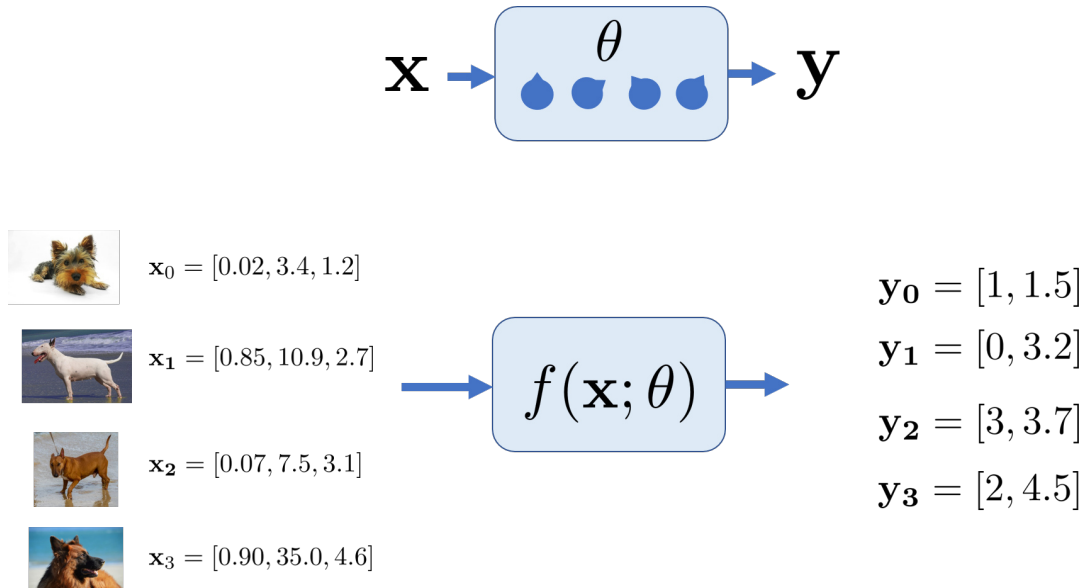 x θ y
x₀ = [0.02, 3.4, 1.2]
x₁ = [0.85, 10.9, 2.7]
x₂ = [0.07, 7.5, 3.1]
x₃ = [0.90, 35.0, 4.6]
f(x; θ)
y₀ = [1, 1.5]
y₁ = [0, 3.2]
y₂ = [3, 3.7]
y₃ = [2, 4.5]